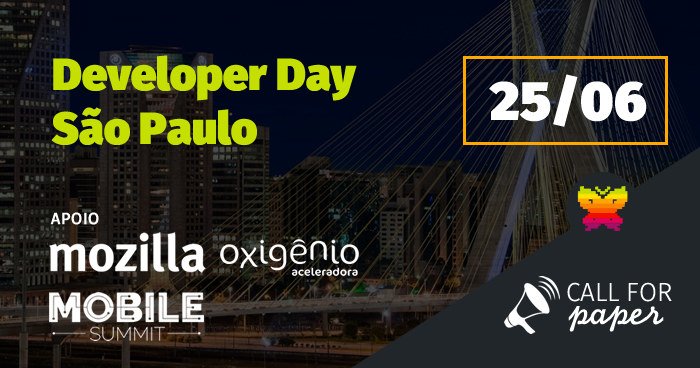 Developer Day
São Paulo
25/06
APOIO
mozilla
oxigênio
aceleradora
MOBILE
SUMMIT
CALL FOR
paper